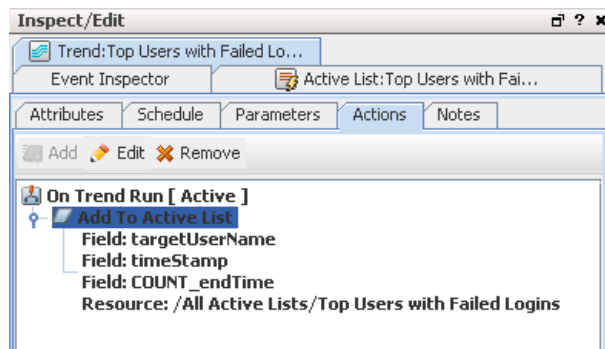 Inspect/Edit ?
Trend:Top Users with Failed Lo...
Event Inspector Active List:Top Users with Fai...
Attributes Schedule Parameters Actions Notes
Add Edit Remove
On Trend Run [ Active ]
Add To Active List
Field: targetUserName
Field: timeStamp
Field: COUNT_endTime
Resource: /All Active Lists/Top Users with Failed Logins